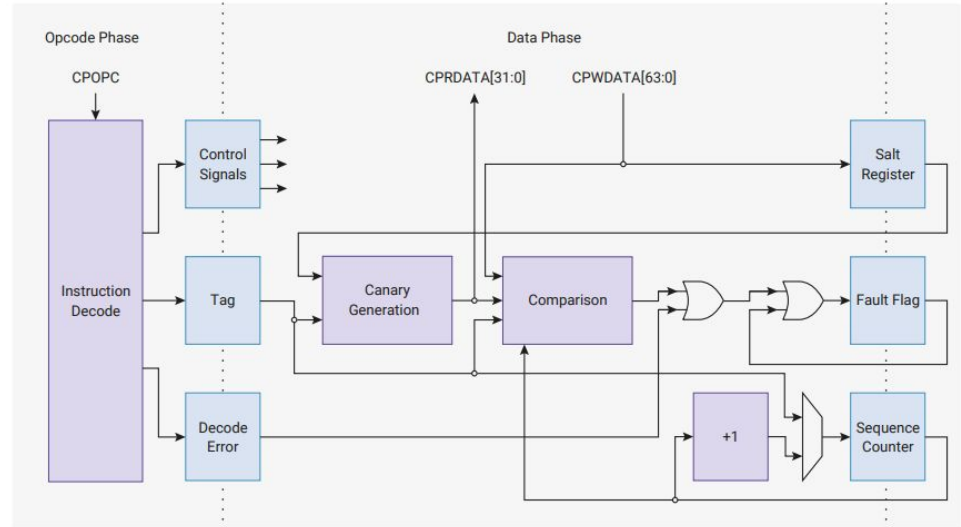 Opcode Phase
Data Phase
CPOPC
CPRDATA[31:0]
CPWDATA[63:0]
Control
Signals
Salt
Register
Instruction
Decode
Tag
Canary
Generation
Comparison
Fault Flag
Decode
Error
+1
Sequence
Counter